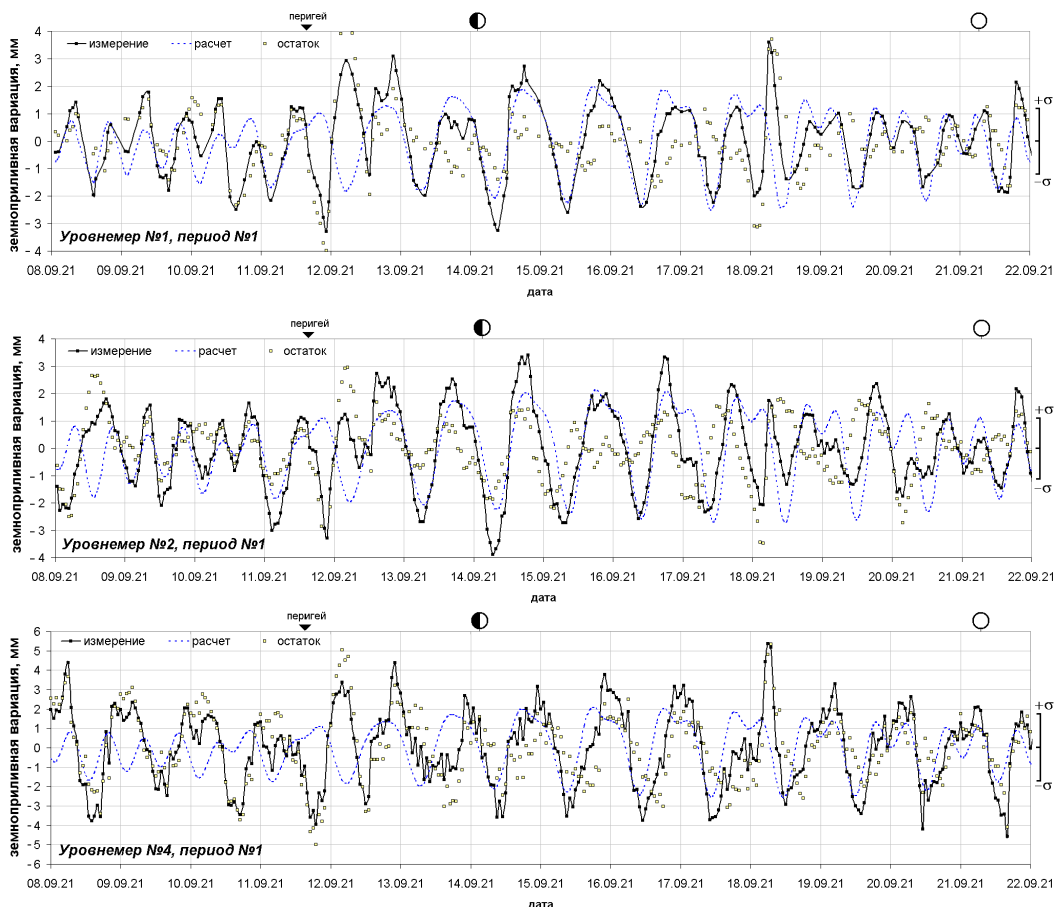 перигей
земноприливная вариация, мм
измерение расчет остаток
4
3
2
1
0
-1
-2
-3
-4
+σ
-σ
Уровнемер №1, период №1
08.09.21 09.09.21 10.09.21 11.09.21 12.09.21 13.09.21 14.09.21 15.09.21 16.09.21 17.09.21 18.09.21 19.09.21 20.09.21 21.09.21 22.09.21
дата
перигей
земноприливная вариация, мм
измерение расчет остаток
4
3
2
1
0
-1
-2
-3
-4
+σ
-σ
Уровнемер №2, период №1
08.09.21 09.09.21 10.09.21 11.09.21 12.09.21 13.09.21 14.09.21 15.09.21 16.09.21 17.09.21 18.09.21 19.09.21 20.09.21 21.09.21 22.09.21
дата
перигей
земноприливная вариация, мм
измерение расчет остаток
6
5
4
3
2
1
0
-1
-2
-3
-4
-5
-6
+σ
-σ
Уровнемер №4, период №1
08.09.21 09.09.21 10.09.21 11.09.21 12.09.21 13.09.21 14.09.21 15.09.21 16.09.21 17.09.21 18.09.21 19.09.21 20.09.21 21.09.21 22.09.21
дата